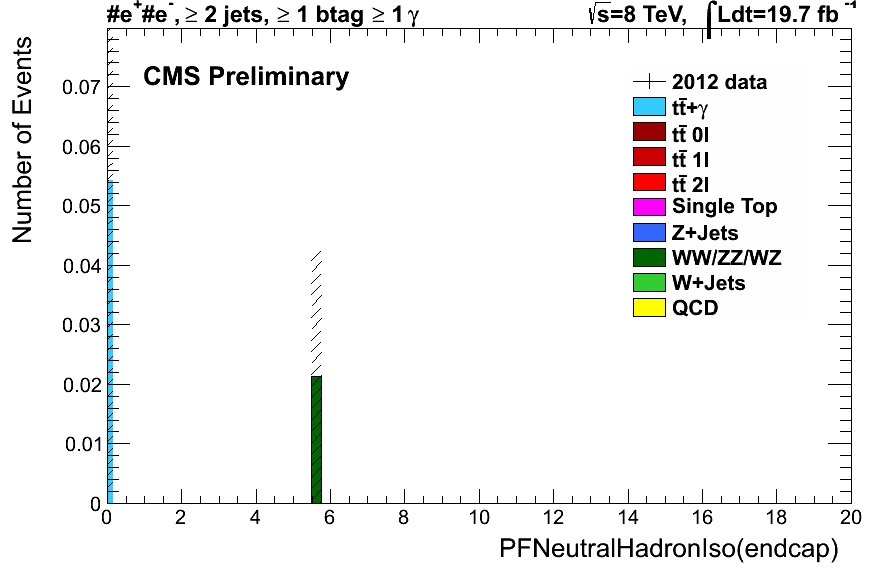 #e⁺#e⁻, ≥ 2 jets, ≥ 1 btag ≥ 1 γ
√s=8 TeV, ∫Ldt=19.7 fb⁻¹
CMS Preliminary
2012 data
tt̄+γ
tt̄ 0l
tt̄ 1l
tt̄ 2l
Single Top
Z+Jets
WW/ZZ/WZ
W+Jets
QCD
Number of Events
0.07
0.06
0.05
0.04
0.03
0.02
0.01
0
0 2 4 6 8 10 12 14 16 18 20
PFNeutralHadronIso(endcap)